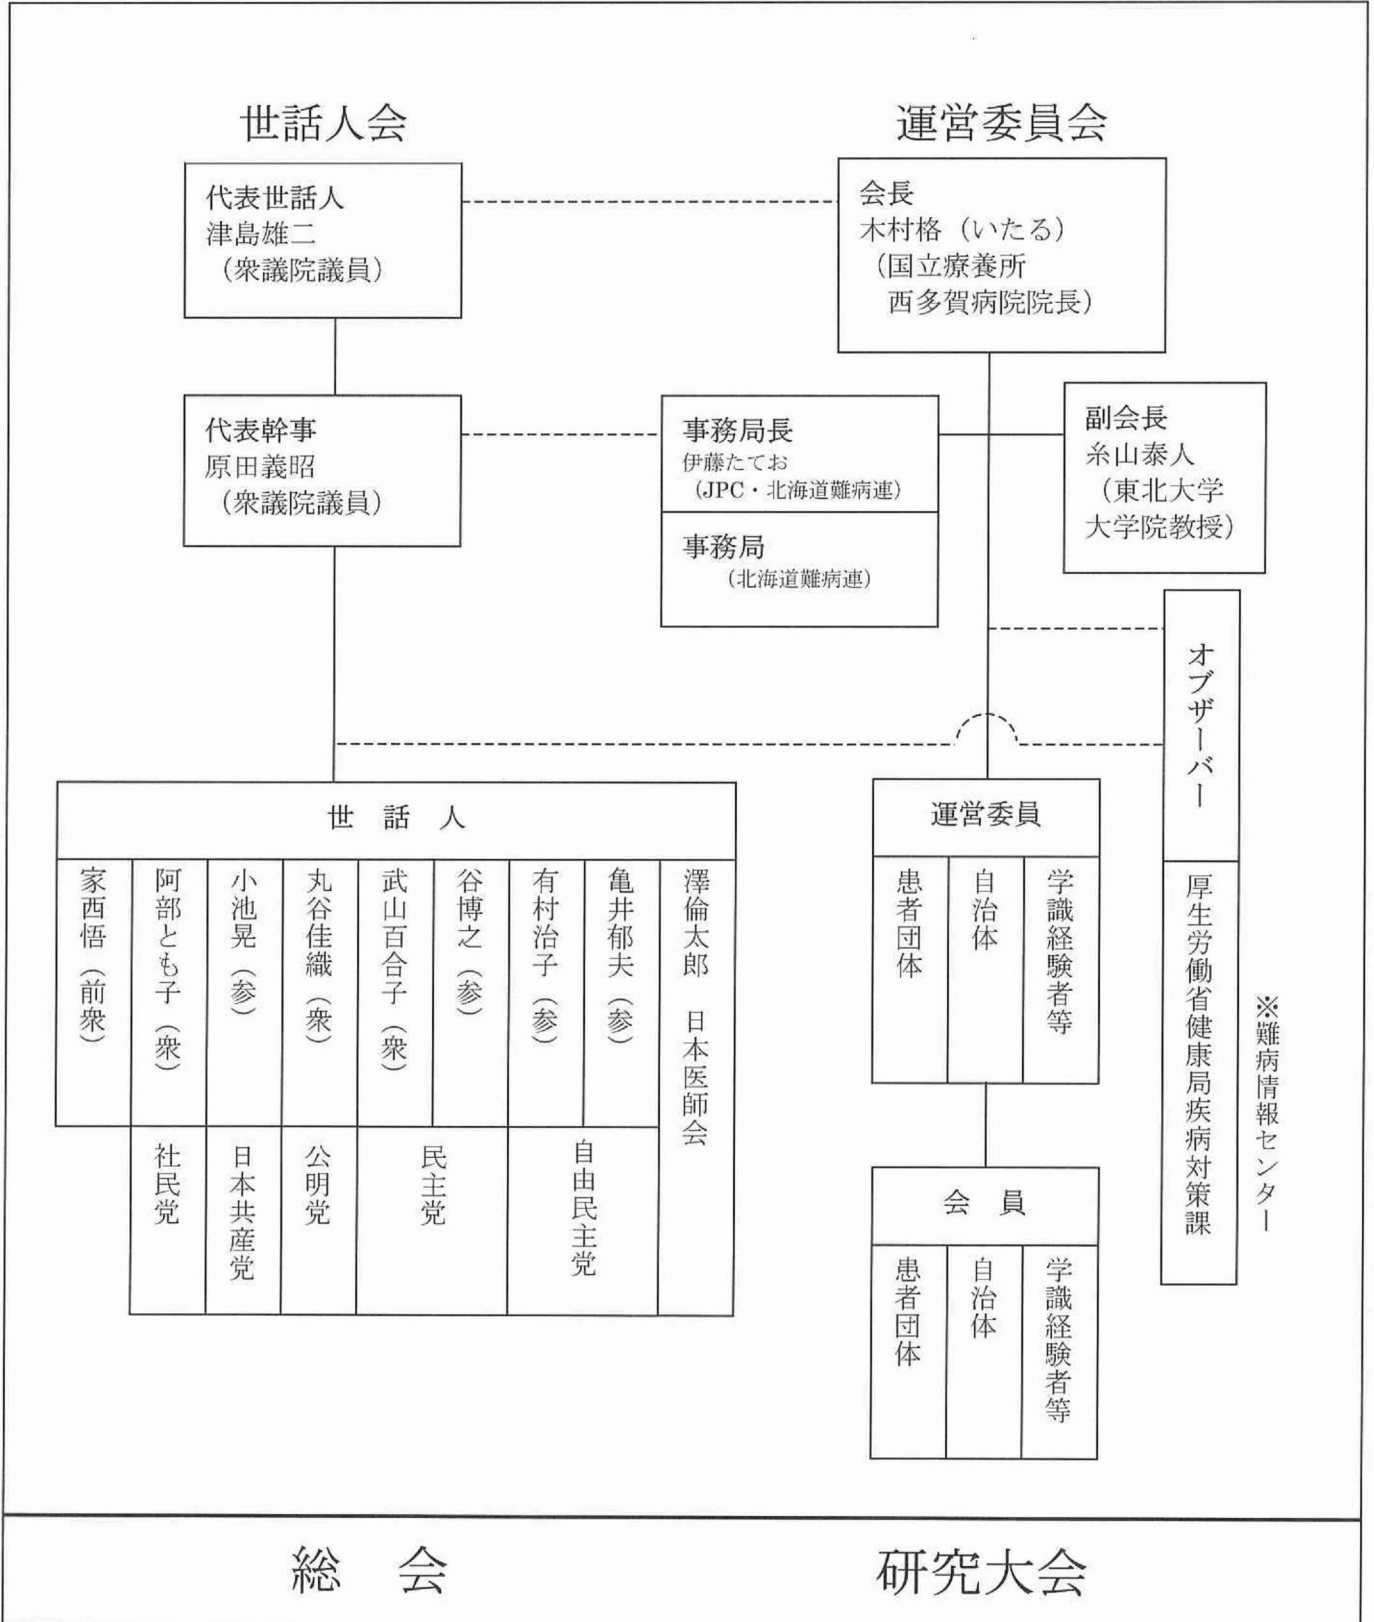 世話人会
代表世話人
津島雄二
(衆議院議員)
代表幹事
原田義昭
(衆議院議員)
運営委員会
会長
木村格(いたる)
(国立療養所
西多賀病院院長)
事務局長
伊藤たてお
(JPC・北海道難病連)
事務局
(北海道難病連)
副会長
糸山泰人
(東北大学
大学院教授)
オブザーバー
厚生労働省健康局疾病対策課
※難病情報センター
世 話 人
家西悟(前衆)
阿部とも子(衆)
小池晃(参)
丸谷佳織(衆)
武山百合子(衆)
谷博之(参)
有村治子(参)
亀井郁夫(参)
澤倫太郎 日本医師会
社民党
日本共産党
公明党
民主党
自由民主党
運営委員
患者団体
自治体
学識経験者等
会 員
患者団体
自治体
学識経験者等
総 会
研究大会